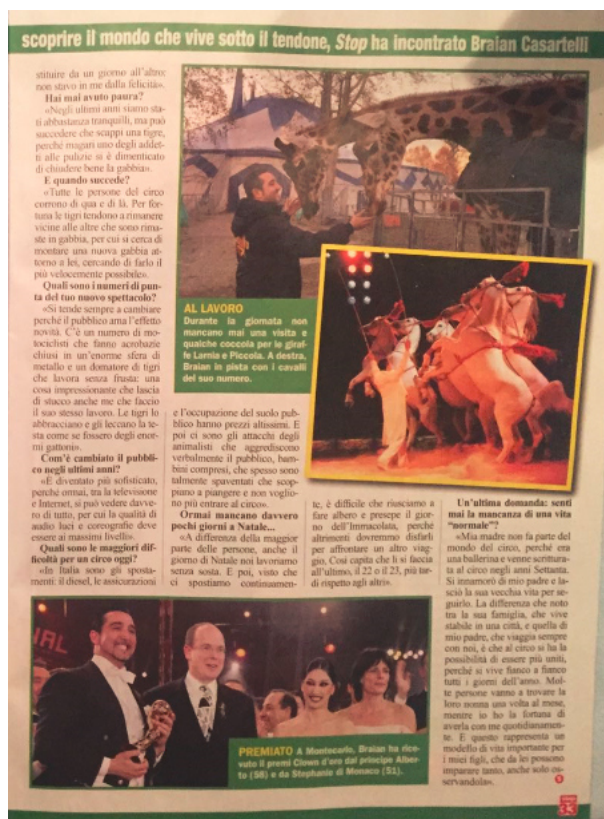 scoprire il mondo che vive sotto il tendone, Stop ha incontrato Braian Casartelli
stituire da un giorno all'altro:
non stavo in me dalla felicità».
Hai mai avuto paura?
«Negli ultimi anni siamo sta-
ti abbastanza tranquilli, ma può
succedere che scappi una tigre,
perché magari uno degli addet-
ti alle pulizie si è dimenticato
di chiudere bene la gabbia».
E quando succede?
«Tutte le persone del circo
corrono di qua e di là. Per for-
tuna le tigri tendono a rimanere
vicine alle altre che sono rima-
ste in gabbia, per cui si cerca di
montare una nuova gabbia at-
torno a lei, cercando di farlo il
più velocemente possibile».
Quali sono i numeri di pun-
ta del tuo nuovo spettacolo?
«Si tende sempre a cambiare
perché il pubblico ama l'effetto
novità. C'è un numero di mo-
tociclisti che fanno acrobazie
chiusi in un'enorme sfera di
metallo e un domatore di tigri
che lavora senza frusta: una
cosa impressionante che lascia
di stucco anche me che faccio
il suo stesso lavoro. Le tigri lo
abbracciano e gli leccano la te-
sta come se fossero degli enor-
mi gattoni».
Com'è cambiato il pubbli-
co negli ultimi anni?
«È diventato più sofisticato,
perché ormai, tra la televisione
e Internet, si può vedere davve-
ro di tutto, per cui la qualità di
audio luci e coreografie deve
essere ai massimi livelli».
Quali sono le maggiori dif-
ficoltà per un circo oggi?
«In Italia sono gli sposta-
menti: il diesel, le assicurazioni
AL LAVORO
Durante la giornata non
mancano mai una visita e
qualche coccola per le giraf-
fe Lamia e Piccola. A destra,
Braian in pista con i cavalli
del suo numero.
e l'occupazione del suolo pub-
blico hanno prezzi altissimi. E
poi ci sono gli attacchi degli
animalisti che aggrediscono
verbalmente il pubblico, bam-
bini compresi, che spesso sono
talmente spaventati che scop-
piano a piangere e non voglio-
no più entrare al circo».
Ormai mancano davvero
pochi giorni a Natale...
«A differenza della maggior
parte delle persone, anche il
giorno di Natale noi lavoriamo
senza sosta. E poi, visto che
ci spostiamo continuamen-
te, è difficile che riusciamo a
fare albero e presepe il gior-
no dell'Immacolata, perché
altrimenti dovremmo disfarli
per affrontare un altro viag-
gio. Così capita che li si faccia
all'ultimo, il 22 o il 23, più tar-
di rispetto agli altri».
Un'ultima domanda: senti
mai la mancanza di una vita
"normale"?
«Mia madre non fa parte del
mondo del circo, perché era
una ballerina e venne scrittura-
ta al circo negli anni Settanta.
Si innamorò di mio padre e la-
sciò la sua vecchia vita per se-
guirlo. La differenza che noto
tra la sua famiglia, che vive
stabile in una città, e quella di
mio padre, che viaggia sempre
con noi, è che al circo si ha la
possibilità di essere più uniti,
perché si vive fianco a fianco
tutti i giorni dell'anno. Mol-
te persone vanno a trovare la
loro nonna una volta al mese,
mentre io ho la fortuna di
averla con me quotidianamen-
te. E questo rappresenta un
modello di vita importante per
i miei figli, che da lei possono
imparare tanto, anche solo os-
servandola».
PREMIATO A Montecarlo, Braian ha rice-
vuto il premi Clown d'oro dal principe Alber-
to (58) e da Stephanie di Monaco (51).
33